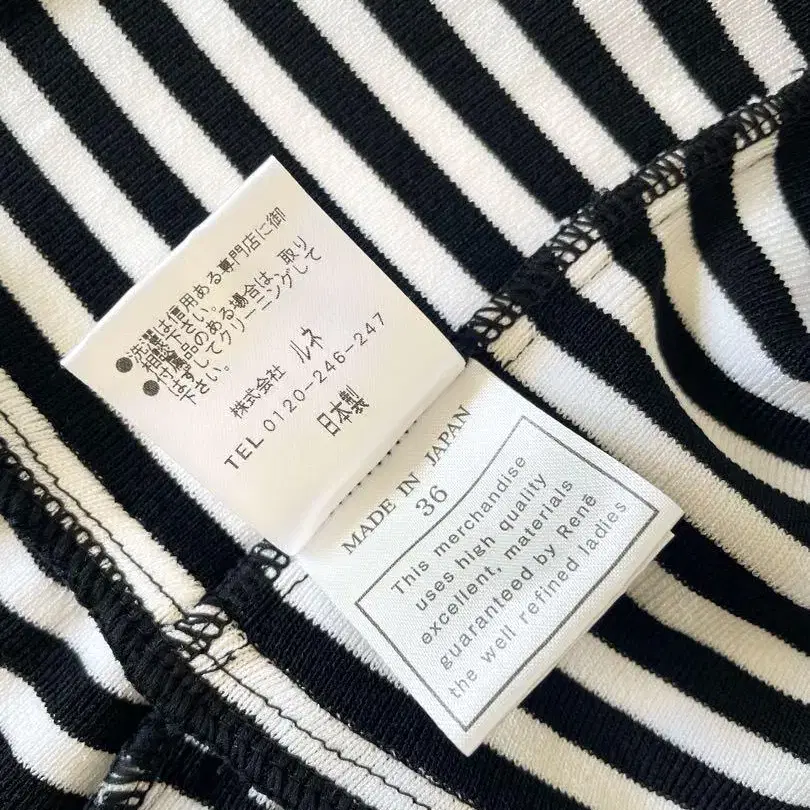 ●洗濯は信用ある専門店に御
相談下さい。
●付属品のある場合は、取り
はずしてクリーニングして
下さい。
株式会社 ルネ
TEL 0120-246-247
日本製
MADE IN JAPAN
36
This merchandise
uses high quality
excellent, materials
guaranteed by René
the well refined ladies